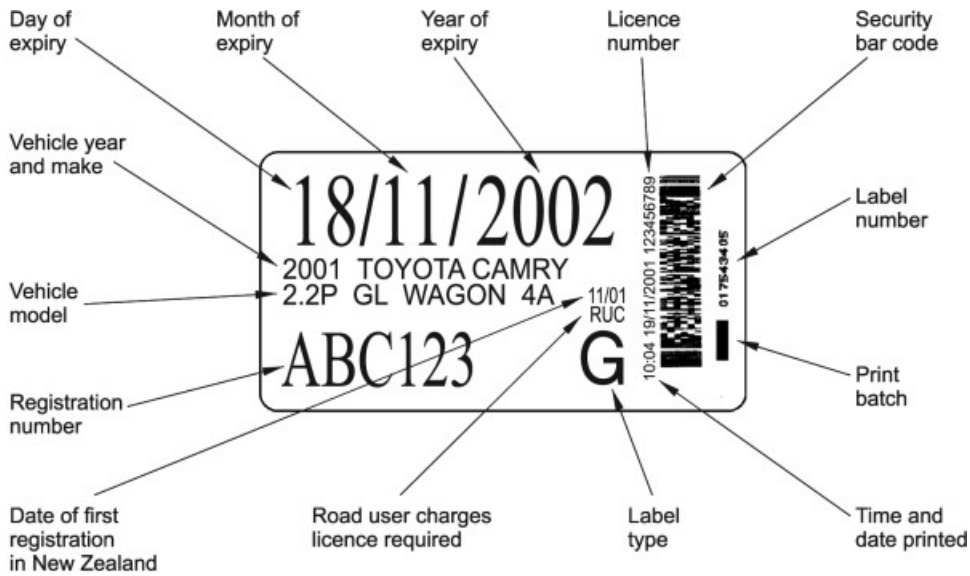 Day of
expiry
Month of
expiry
Year of
expiry
Licence
number
Security
bar code
Vehicle year
and make
18/11/2002
2001 TOYOTA CAMRY
2.2P GL WAGON 4A
11/01
RUC
ABC123
G
10:04 19/11/2001 123456789
017543405
Label
number
Vehicle
model
Print
batch
Registration
number
Date of first
registration
in New Zealand
Road user charges
licence required
Label
type
Time and
date printed